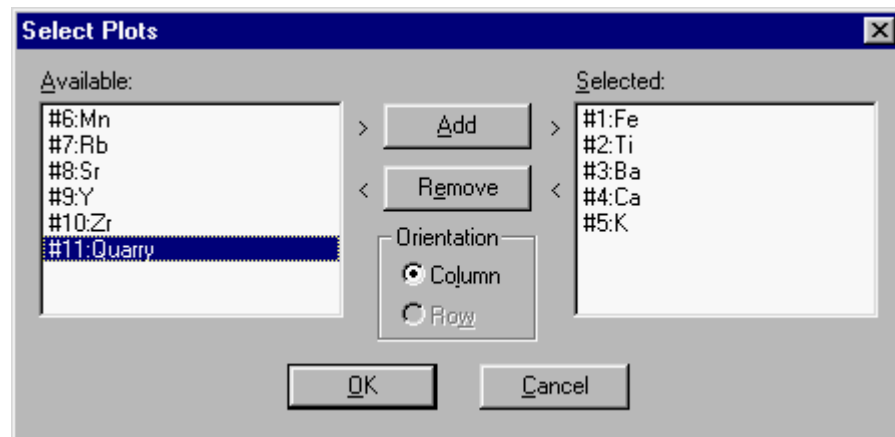 Select Plots
Available:
#6:Mn
#7:Rb
#8:Sr
#9:Y
#10:Zr
#11:Quarry
> Add >
< Remove <
Orientation
Column
Row
Selected:
#1:Fe
#2:Ti
#3:Ba
#4:Ca
#5:K
OK
Cancel